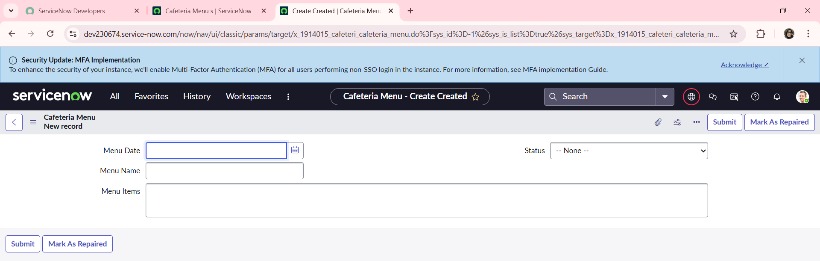 ServiceNow Developers
Cafeteria Menu s | ServiceNow
Create Created | Cafeteria Menu
dev230674.service-now.com/now/nav/ui/classic/params/target/x_1914015_cafeteri_cafeteria_menu.do%3Fsys_id%3D-1%26sys_is_list%3Dtrue%26sys_target%3Dx_1914015_cafeteri_cafeteria_m...
Security Update: MFA Implementation
To enhance the security of your instance, we'll enable Multi-Factor Authentication (MFA) for all users performing non-SSO login in the instance. For more information, see MFA Implementation Guide.
Acknowledge
servicenow All Favorites History Workspaces Cafeteria Menu - Create Created Search
Cafeteria Menu
New record
Submit Mark As Repaired
Menu Date Status -- None --
Menu Name
Menu Items
Submit Mark As Repaired